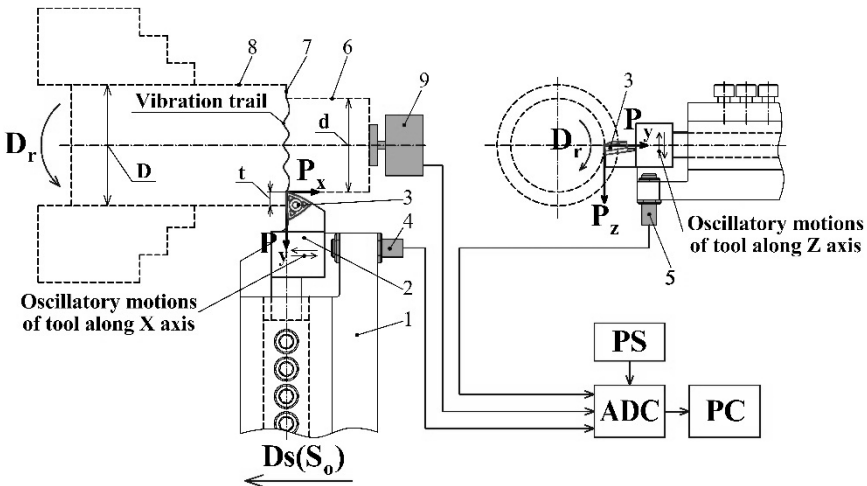 8
7
6
9
Vibration trail
d
D
D_r
t
P_x
3
4
P_y
2
1
Oscillatory motions
of tool along X axis
Ds(S_o)
3
D_r
P_y
P_z
5
Oscillatory motions
of tool along Z axis
PS
ADC
PC